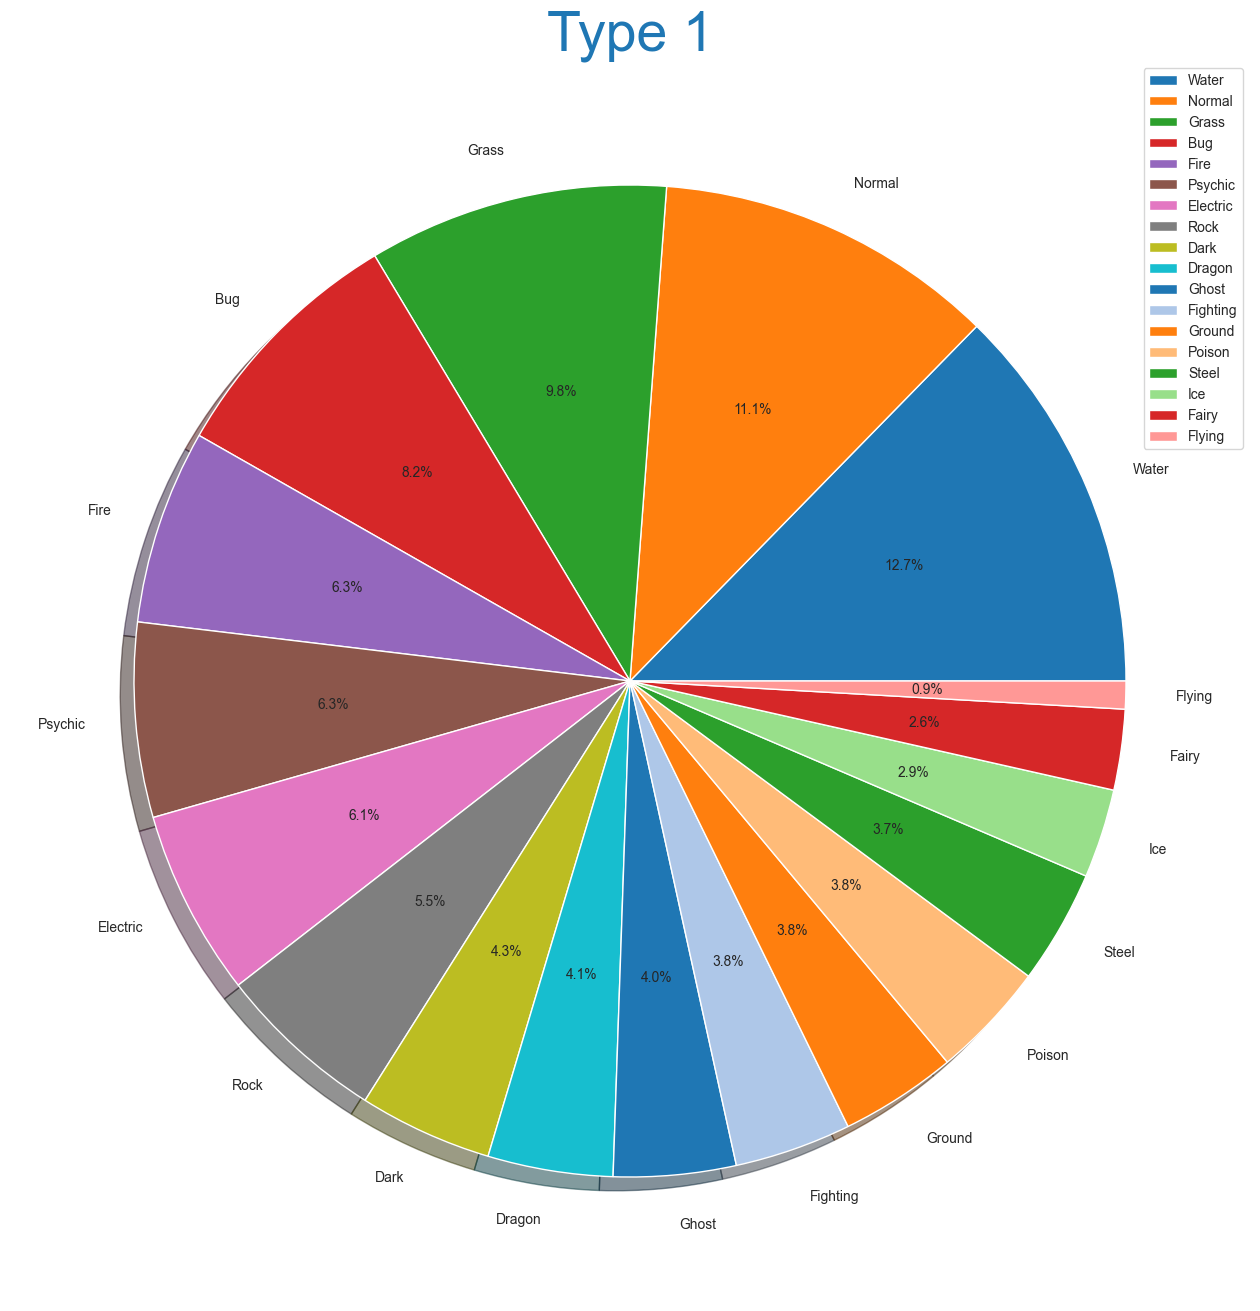 Type 1
Water
Normal
Grass
Bug
Fire
Psychic
Electric
Rock
Dark
Dragon
Ghost
Fighting
Ground
Poison
Steel
Ice
Fairy
Flying
Grass
Normal
Bug
Water
Fire
Psychic
Electric
Rock
Dark
Dragon
Ghost
Fighting
Ground
Poison
Steel
Ice
Fairy
Flying
9.8%
11.1%
8.2%
12.7%
6.3%
6.3%
6.1%
5.5%
4.3%
4.1%
4.0%
3.8%
3.8%
3.8%
3.7%
2.9%
2.6%
0.9%